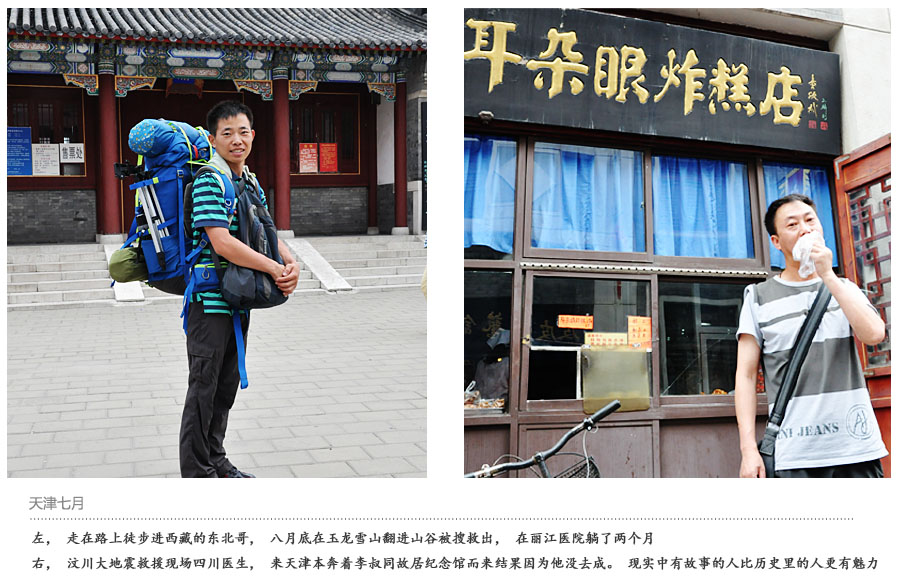 耳朵眼炸糕店
售票处
NI JEANS
天津七月
左， 走在路上徒步进西藏的东北哥， 八月底在玉龙雪山翻进山谷被搜救出， 在丽江医院躺了两个月
右， 汶川大地震救援现场四川医生， 来天津本奔着李叔同故居纪念馆而来结果因为他没去成。 现实中有故事的人比历史里的人更有魅力